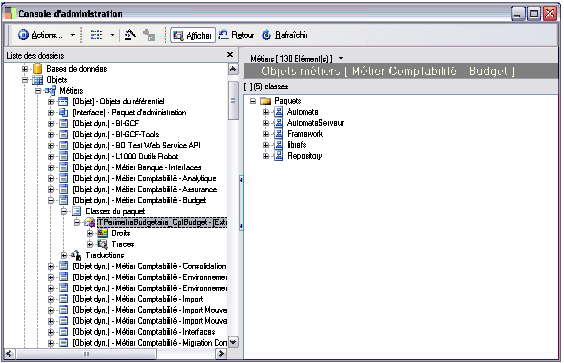 Console d'administration
Actions... Afficher Retour Rafraîchir
Liste des dossiers
Métiers [ 130 Elément(s) ]
Objets métiers [ Métier Comptabilité - Budget ]
[ ] (5) classes
Bases de données
Objets
Métiers
[Objet] - Objets du référentiel
[Interface] - Paquet d'administration
[Objet dyn.] - BI-GCF
[Objet dyn.] - BI-GCF-Tools
[Objet dyn.] - BO Test Web Service API
[Objet dyn.] - L1000 Outils Robot
[Objet dyn.] - Métier Banque - Interfaces
[Objet dyn.] - Métier Comptabilité - Analytique
[Objet dyn.] - Métier Comptabilité - Assurance
[Objet dyn.] - Métier Comptabilité - Budget
Classes du paquet
TPerimetreBudgetaire_CptBudget - [Ext
Droits
Traces
Traductions
[Objet dyn.] - Métier Comptabilité - Consolidation
[Objet dyn.] - Métier Comptabilité - Environnemen
[Objet dyn.] - Métier Comptabilité - Environnemen
[Objet dyn.] - Métier Comptabilité - Import
[Objet dyn.] - Métier Comptabilité - Import Mouve
[Objet dyn.] - Métier Comptabilité - Import Mouve
[Objet dyn.] - Métier Comptabilité - Interfaces
[Objet dyn.] - Métier Comptabilité - Migration Con
Paquets
Automate
AutomateServeur
Framework
librefs
Repository